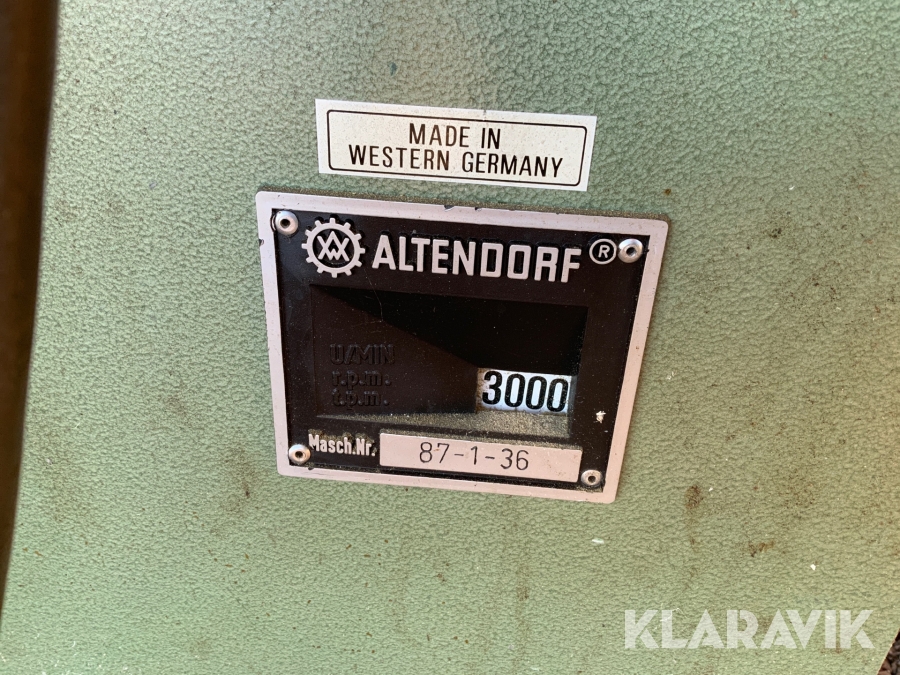 MADE IN
WESTERN GERMANY
ALTENDORF ®
U/MIN
r.p.m.
t.p.m.
3000
Masch.Nr. 87-1-36
KLARAVIK